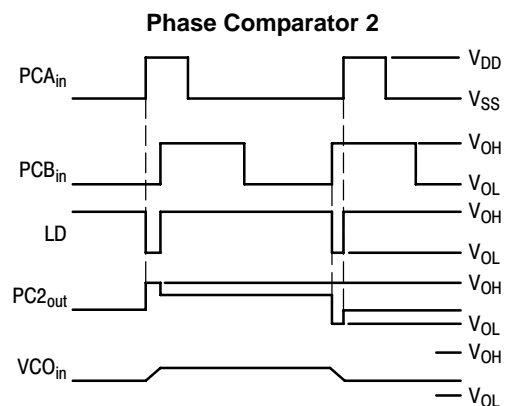 Phase Comparator 2
PCAin
VDD
VSS
PCBin
VOH
VOL
LD
VOH
VOL
PC2out
VOH
VOL
VCOin
VOH
VOL